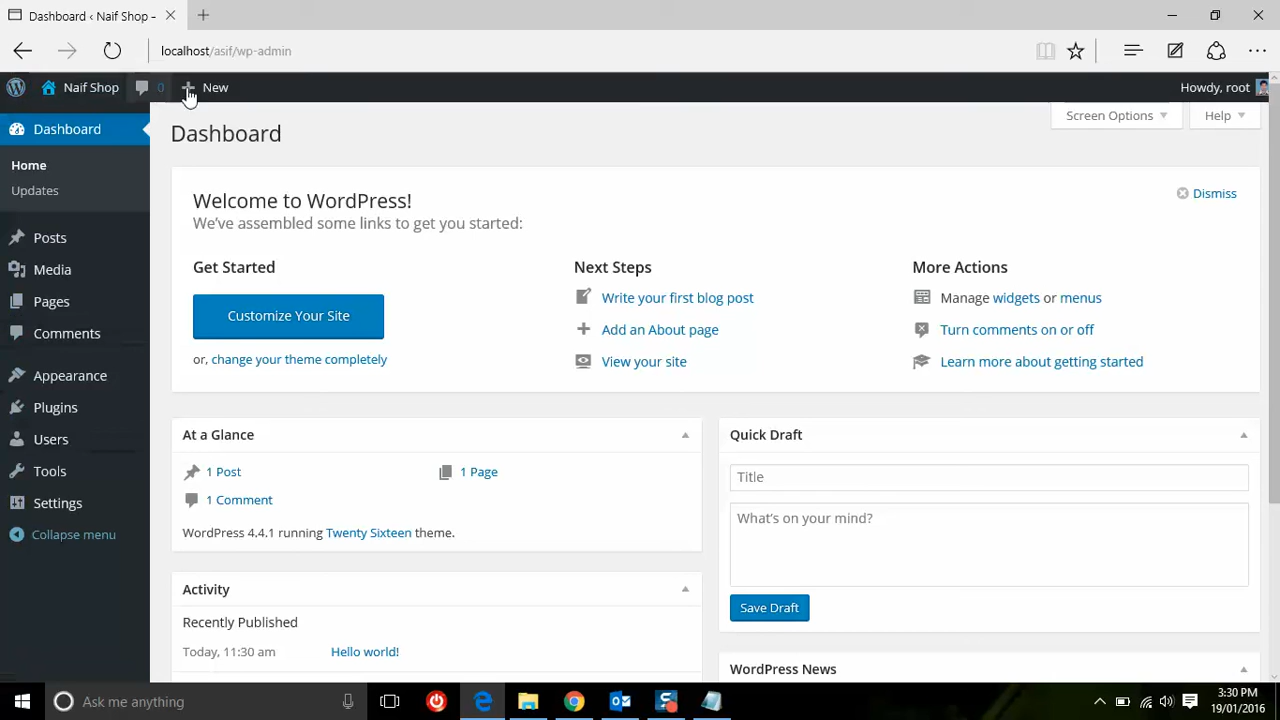 Dashboard ‹ Naif Shop
localhost/asif/wp-admin
Naif Shop 0 New Howdy, root
Dashboard
Home
Updates
Posts
Media
Pages
Comments
Appearance
Plugins
Users
Tools
Settings
Collapse menu
Dashboard
Screen Options Help
Welcome to WordPress!
Dismiss
We've assembled some links to get you started:
Get Started
Customize Your Site
or, change your theme completely
Next Steps
Write your first blog post
Add an About page
View your site
More Actions
Manage widgets or menus
Turn comments on or off
Learn more about getting started
At a Glance
1 Post 1 Page
1 Comment
WordPress 4.4.1 running Twenty Sixteen theme.
Activity
Recently Published
Today, 11:30 am Hello world!
Quick Draft
Title
What's on your mind?
Save Draft
WordPress News
Ask me anything
3:30 PM
19/01/2016